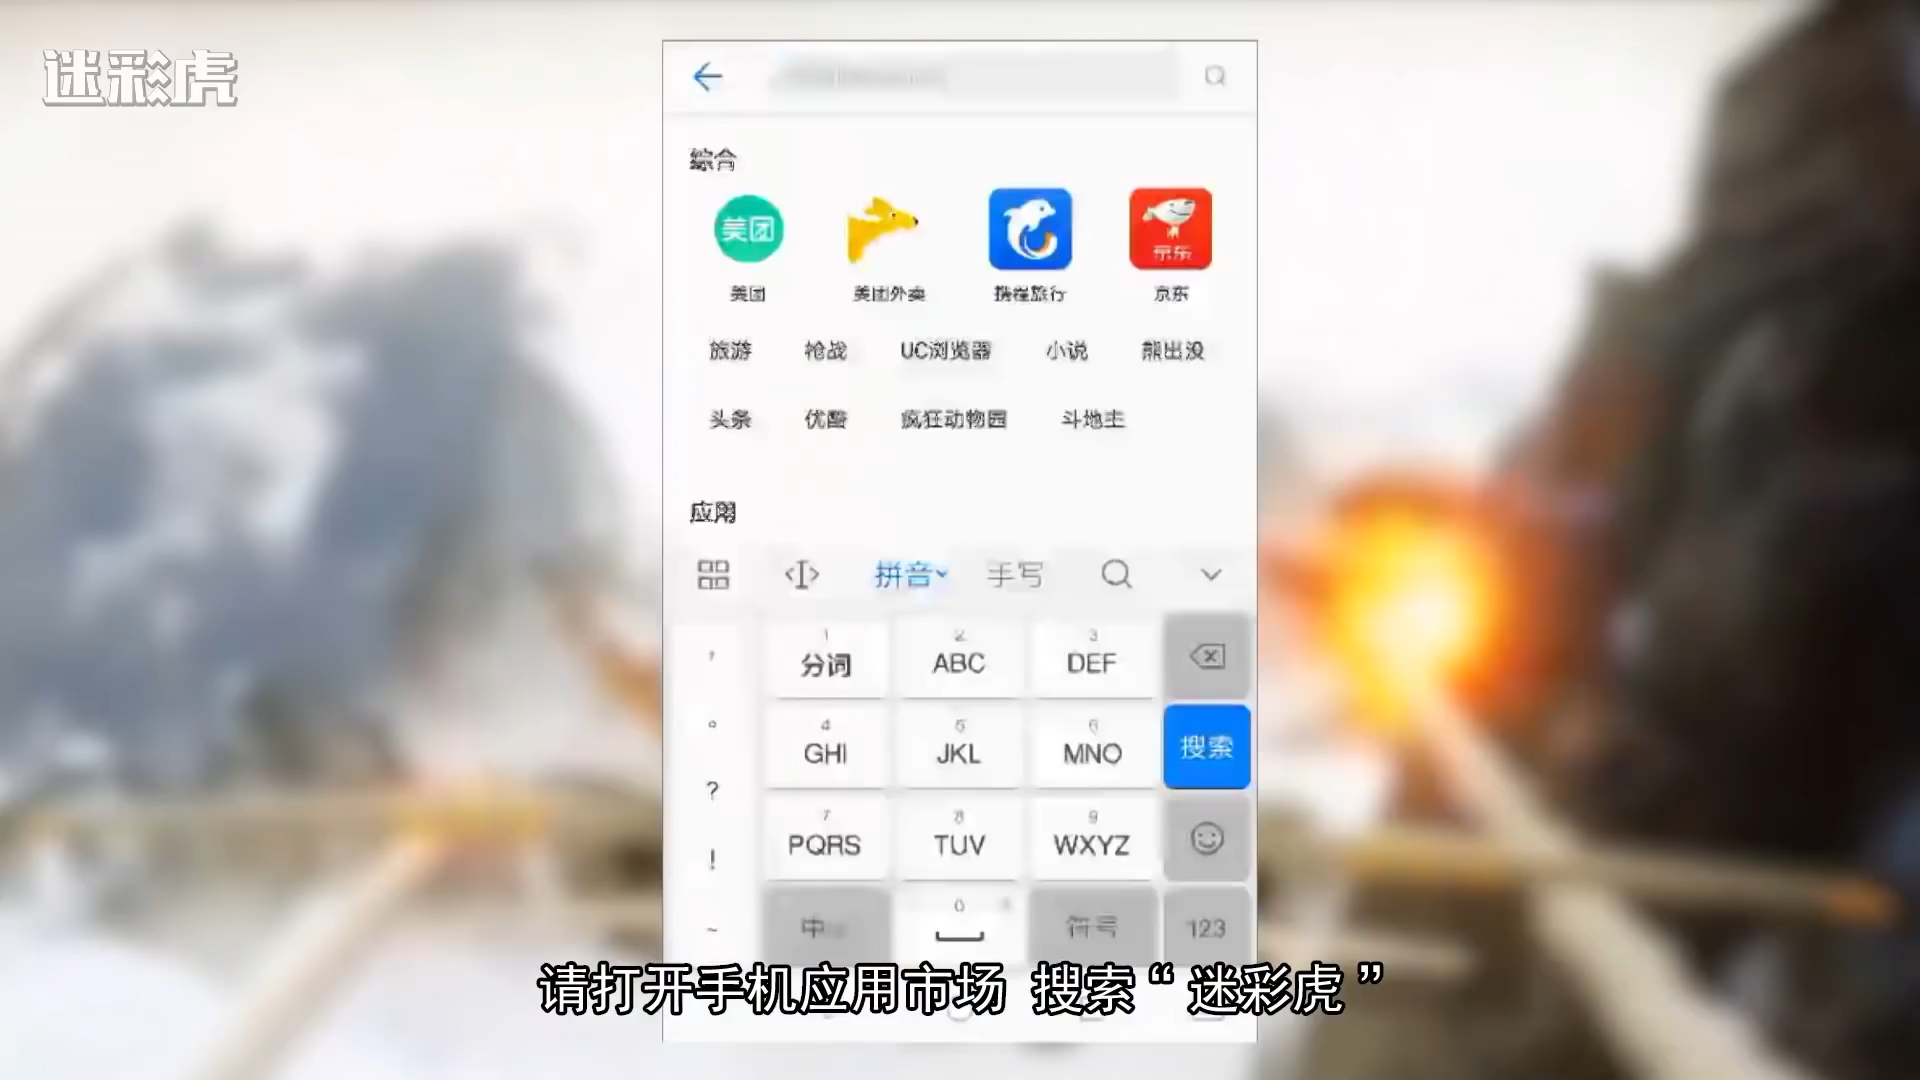 迷彩虎
综合
美团
美团 美团外卖 携程旅行 京东
京东
旅游 枪战 UC浏览器 小说 熊出没
头条 优酷 疯狂动物园 斗地主
应用
拼音 手写
, 1 2 3
分词 ABC DEF
。 4 5 6
GHI JKL MNO 搜索
?
7 8 9
PQRS TUV WXYZ
!
0
~ 中 符号 123
请打开手机应用市场 搜索“迷彩虎”